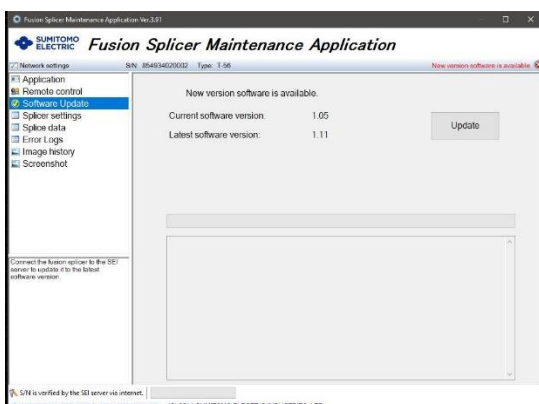 Fusion Splicer Maintenance Application Ver.3.91
SUMITOMO ELECTRIC Fusion Splicer Maintenance Application
Network settings S/N: 854934020002 Type: T-56 New version software is available.
Application
Remote control
Software Update
Splicer settings
Splice data
Error Logs
Image history
Screenshot
New version software is available.
Current software version: 1.05
Latest software version: 1.11
Update
Connect the fusion splicer to the SEI
server to update it to the latest
software version.
S/N is verified by the SEI server via internet.